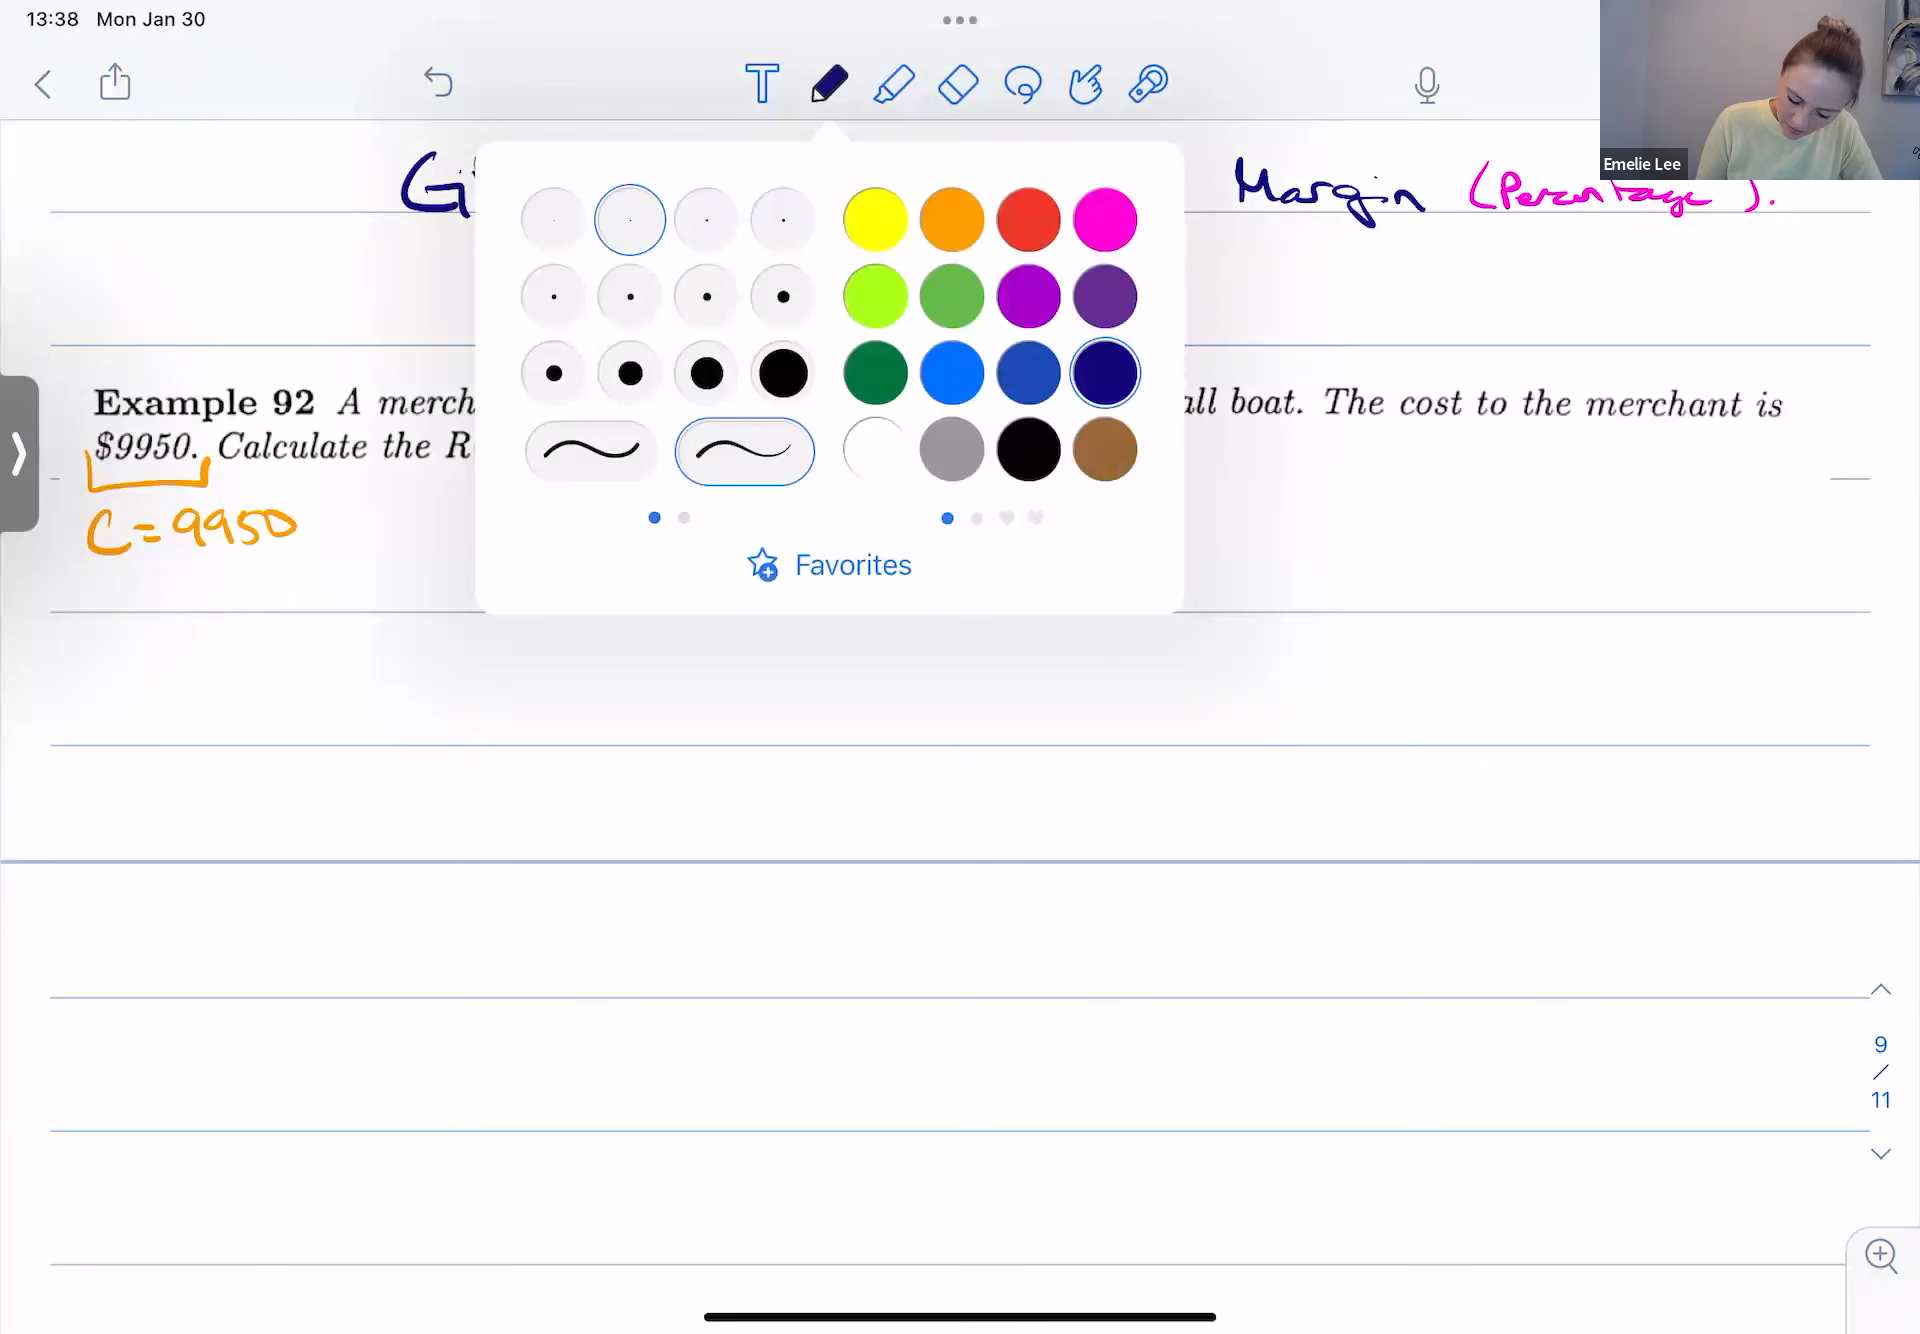 13:38 Mon Jan 30
Emelie Lee
Margin (Percentage).
Example 92 A merch all boat. The cost to the merchant is
$9950. Calculate the R
C = 9950
Favorites
9
/
11